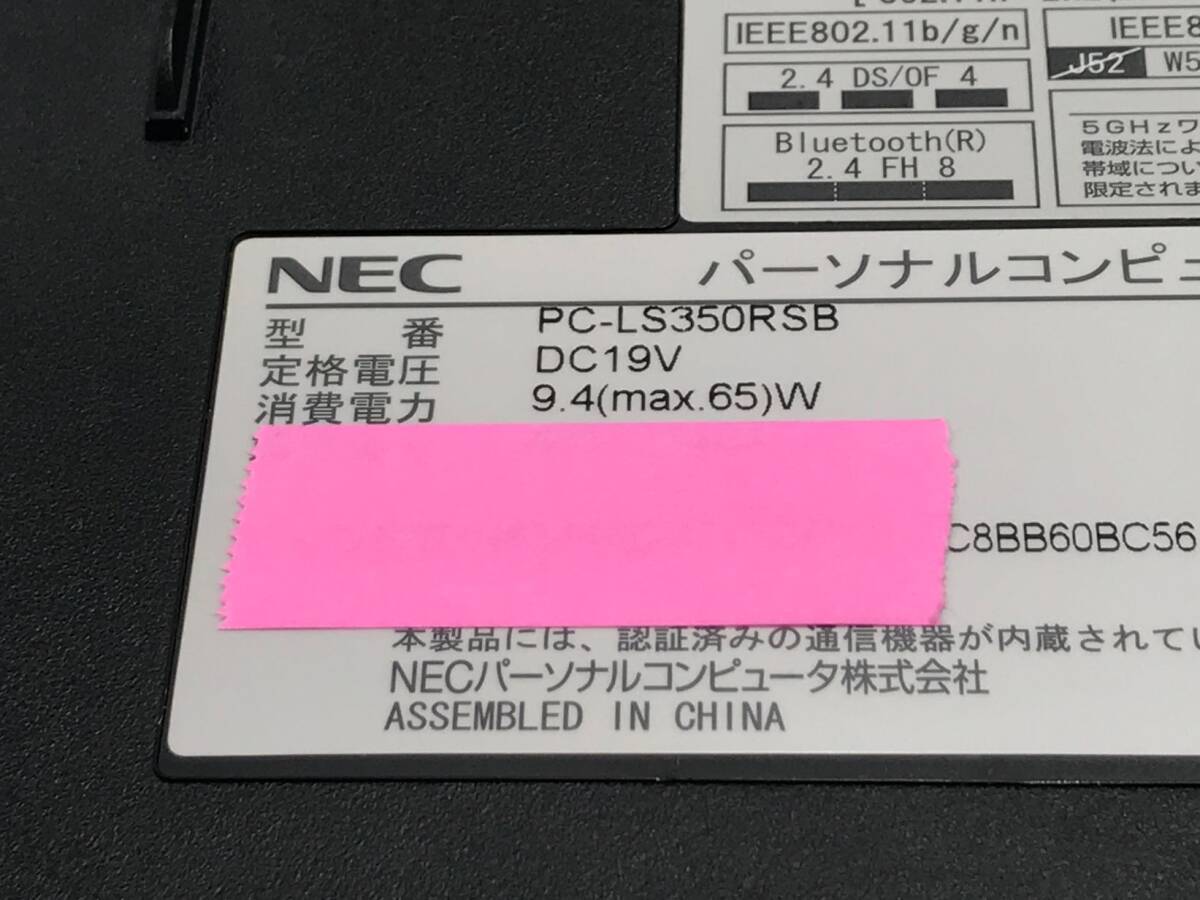 IEEE802.11b/g/n
2.4 DS/OF 4
Bluetooth(R)
2.4 FH 8
IEEE8
J52 W5
5GHzワ
電波法によ
帯域につい
限定されま
NEC パーソナルコンピュ
型 番 PC-LS350RSB
定格電圧 DC19V
消費電力 9.4(max.65)W
C8BB60BC56
本製品には、認証済みの通信機器が内蔵されてい
NECパーソナルコンピュータ株式会社
ASSEMBLED IN CHINA